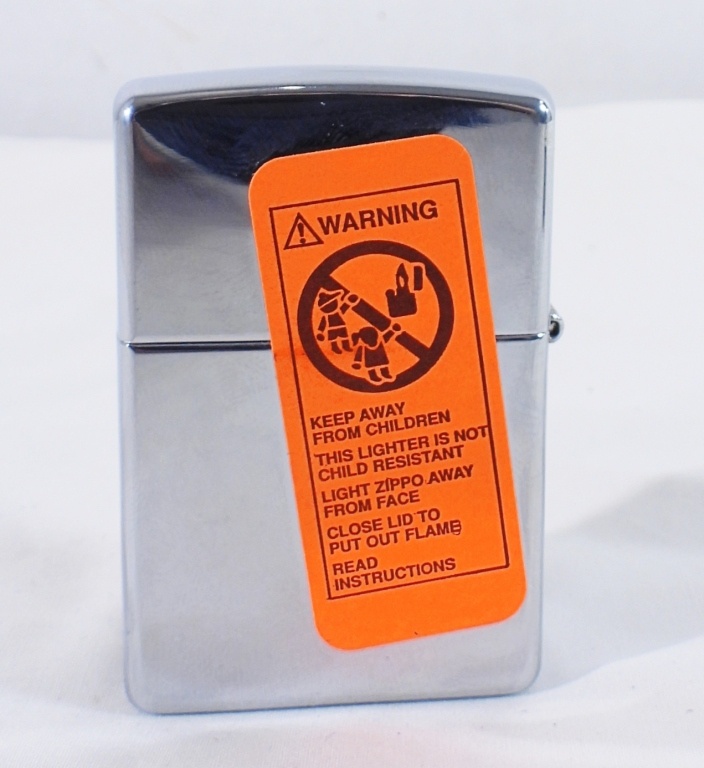 WARNING
KEEP AWAY
FROM CHILDREN
THIS LIGHTER IS NOT
CHILD RESISTANT
LIGHT ZIPPO AWAY
FROM FACE
CLOSE LID TO
PUT OUT FLAME
READ
INSTRUCTIONS